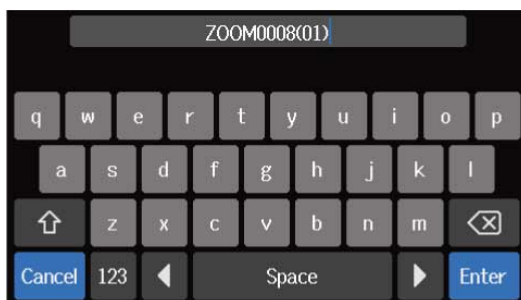 ZOOM0008(01)
q w e r t y u i o p
a s d f g h j k l
z x c v b n m
Cancel 123 Space Enter